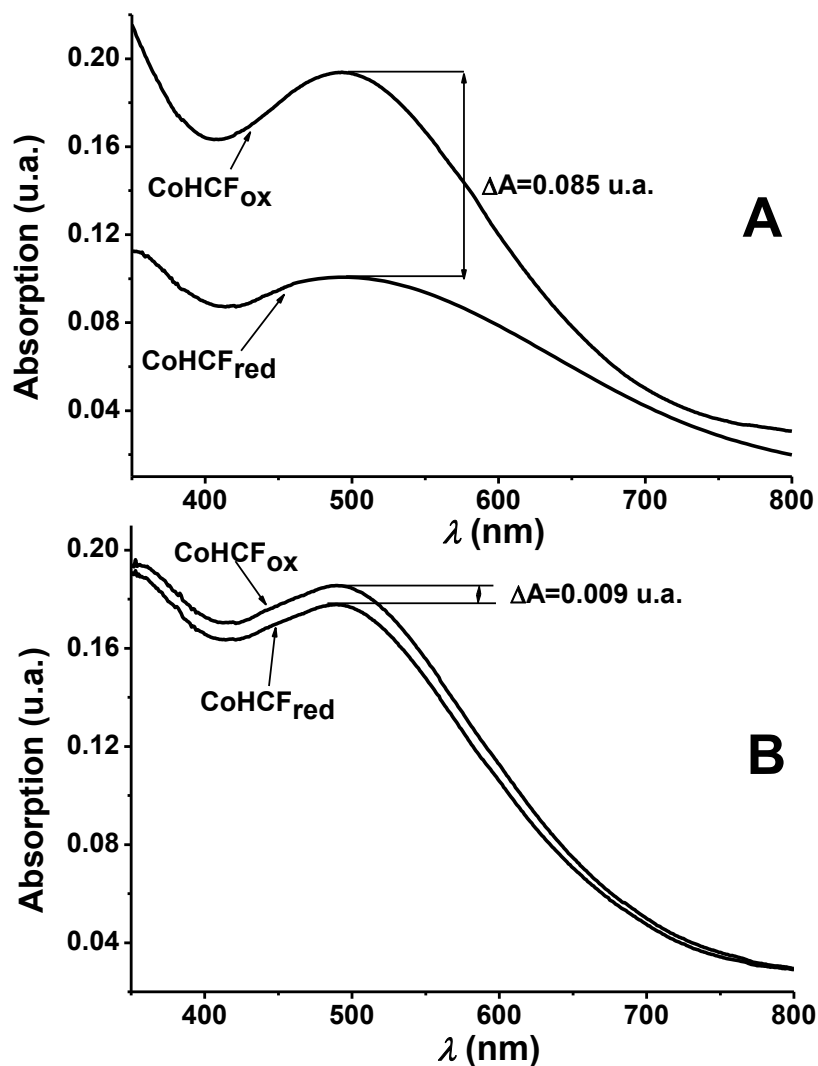 Absorption (u.a.)
0.20
0.16
0.12
0.08
0.04
CoHCFox
ΔA=0.085 u.a.
A
CoHCFred
400 500 600 700 800
λ (nm)
Absorption (u.a.)
0.20
0.16
0.12
0.08
0.04
CoHCFox
ΔA=0.009 u.a.
CoHCFred
B
400 500 600 700 800
λ (nm)